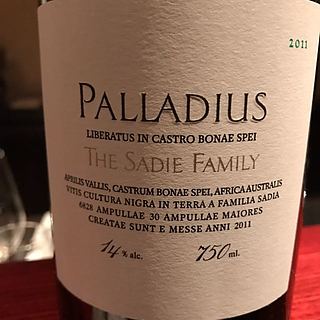 2011
PALLADIUS
LIBERATUS IN CASTRO BONAE SPEI
THE SADIE FAMILY
APRILIS VALLIS, CASTRUM BONAE SPEI, AFRICA AUSTRALIS
VITIS CULTURA NIGRA IN TERRA A FAMILIA SADIA
6828 AMPULLAE 30 AMPULLAE MAIORES
CREATAE SUNT E MESSE ANNI 2011
14 % alc. 750 ml.